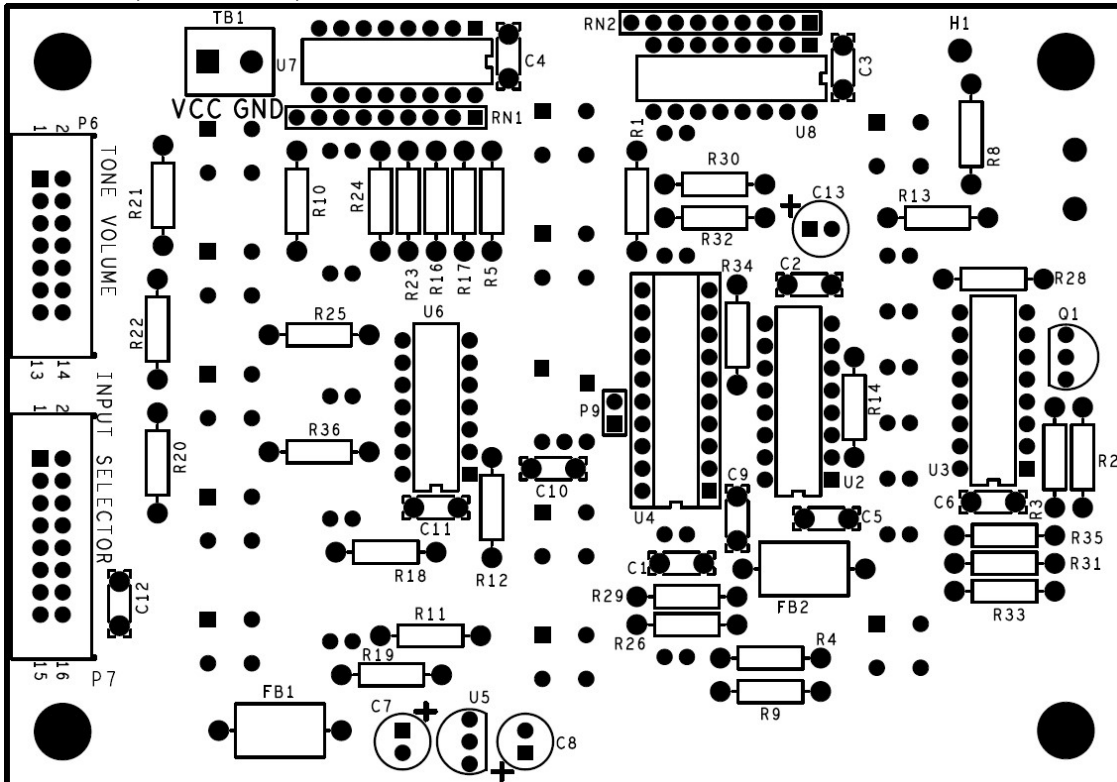 TB1
RN2
H1
U7
C4
C3
VCC GND
RN1
U8
P6
1 2
TONE VOLUME
13 14
R21
R10
R24
R23
R16
R17
R5
R1
R30
R32
C13
R8
R13
R22
R25
U6
R34
C2
R28
Q1
P9
R14
1 2
INPUT SELECTOR
15 16
P7
R20
R36
R12
C10
C11
U4
C9
U2
C5
U3
C6
R3
R2
R18
C1
R35
R31
R33
R29
R26
FB2
C12
R11
R19
R4
R9
FB1
C7
U5
C8